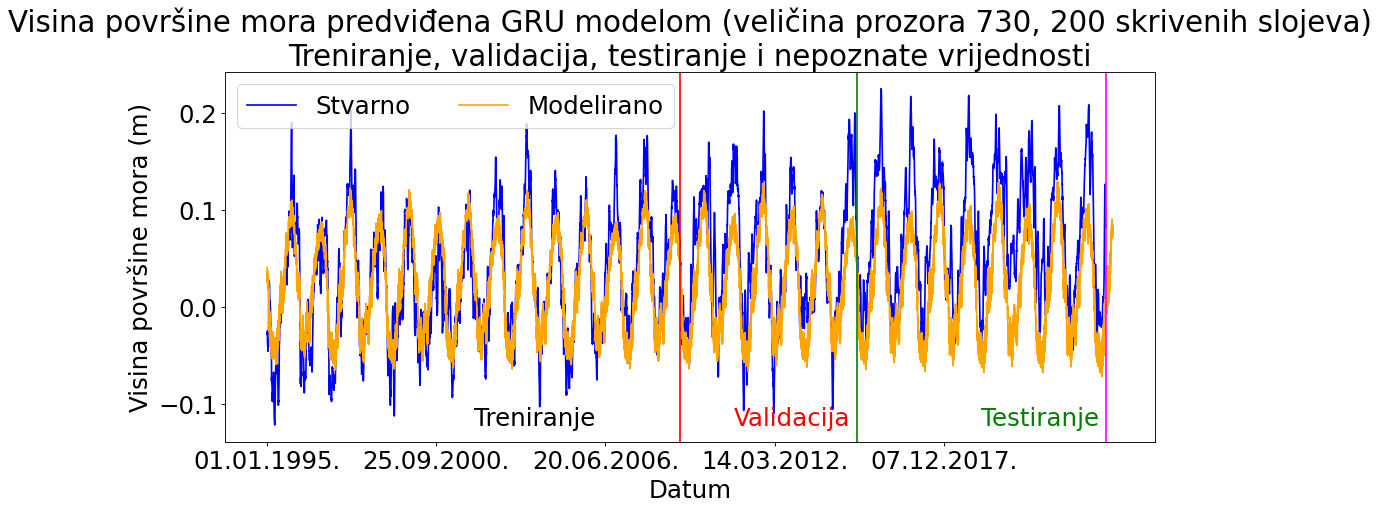 Visina površine mora predviđena GRU modelom (veličina prozora 730, 200 skrivenih slojeva)
Treniranje, validacija, testiranje i nepoznate vrijednosti
Stvarno Modelirano
Visina površine mora (m)
0.2
0.1
0.0
−0.1
Treniranje Validacija Testiranje
01.01.1995. 25.09.2000. 20.06.2006. 14.03.2012. 07.12.2017.
Datum